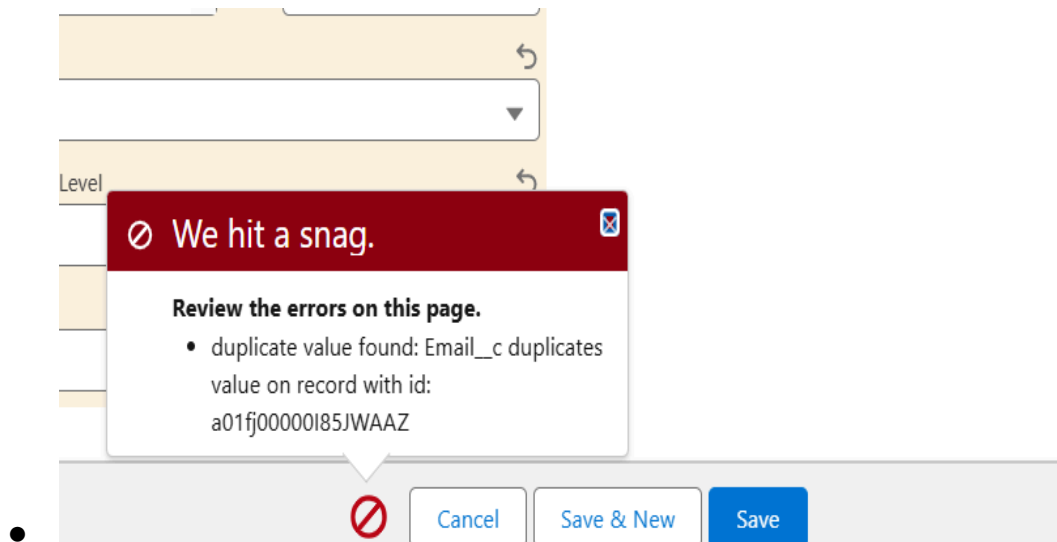 Level
We hit a snag.
Review the errors on this page.
• duplicate value found: Email__c duplicates
value on record with id:
a01fj00000I85JWAAZ
Cancel
Save & New
Save